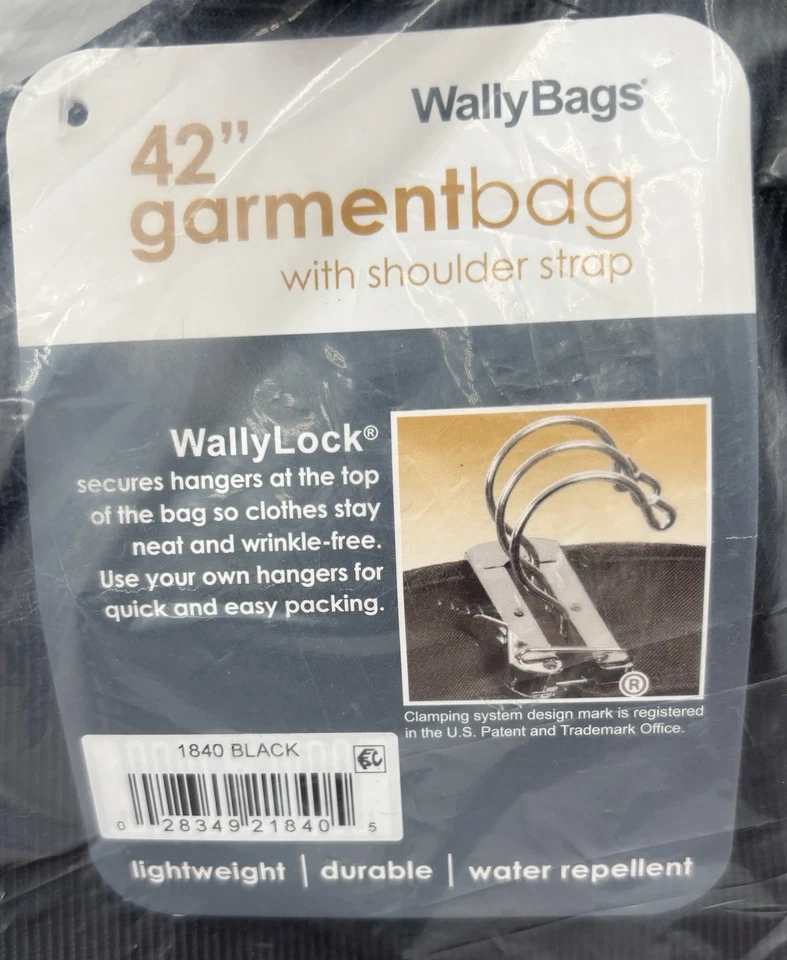 WallyBags®
42”
garmentbag
with shoulder strap
WallyLock®
secures hangers at the top
of the bag so clothes stay
neat and wrinkle-free.
Use your own hangers for
quick and easy packing.
®
Clamping system design mark is registered
in the U.S. Patent and Trademark Office.
1840 BLACK
0 28349 21840 5
lightweight | durable | water repellent